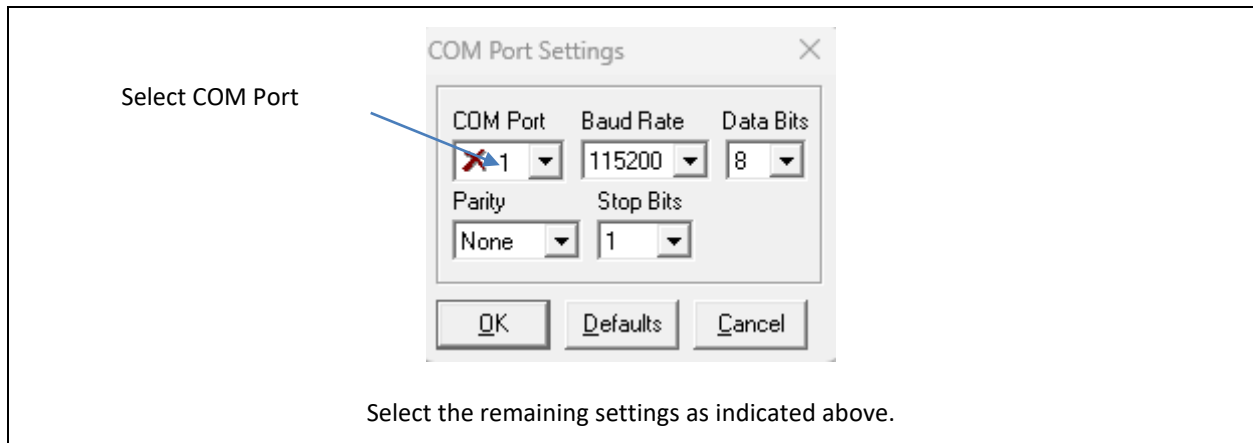 COM Port Settings
Select COM Port
COM Port Baud Rate Data Bits
1 115200 8
Parity Stop Bits
None 1
OK Defaults Cancel
Select the remaining settings as indicated above.